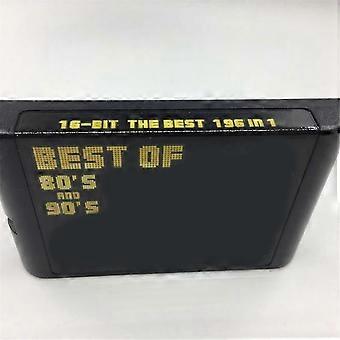 16-BIT THE BEST 196 IN 1
BEST OF
80'S
AND
90'S